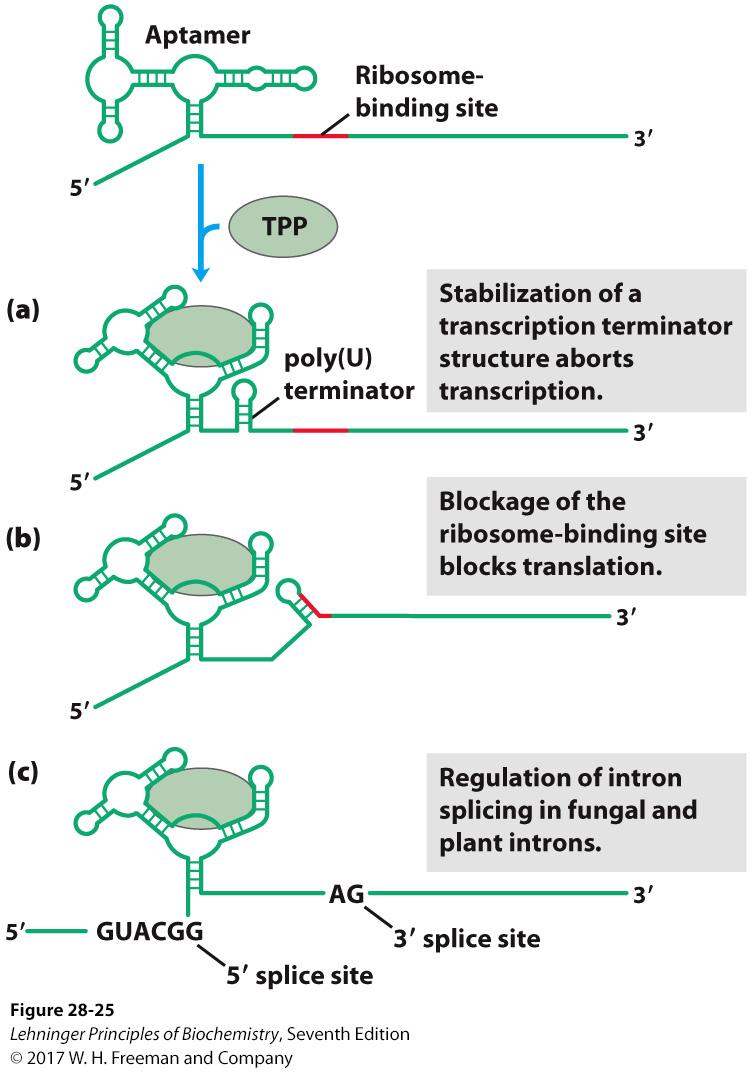 Aptamer
Ribosome-
binding site
3′
5′
TPP
(a)
Stabilization of a
transcription terminator
structure aborts
transcription.
poly(U)
terminator
3′
5′
(b)
Blockage of the
ribosome-binding site
blocks translation.
3′
5′
(c)
Regulation of intron
splicing in fungal and
plant introns.
AG
3′
5′
GUACGG
3′ splice site
5′ splice site
Figure 28-25
Lehninger Principles of Biochemistry, Seventh Edition
© 2017 W. H. Freeman and Company